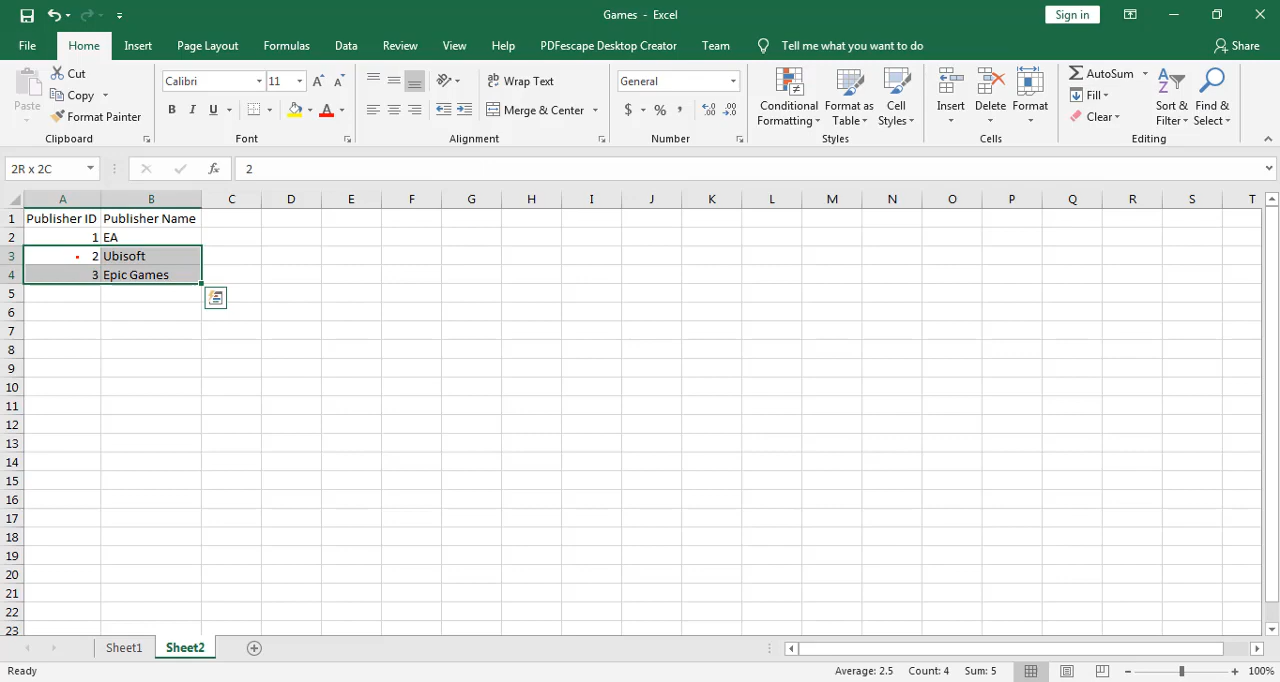 Games - Excel
Sign in
File Home Insert Page Layout Formulas Data Review View Help PDFescape Desktop Creator Team Tell me what you want to do Share
Paste
Cut
Copy
Format Painter
Clipboard
Calibri 11
B I U A
Font
Wrap Text
Merge & Center
Alignment
General
$ % ,
Number
Conditional Formatting
Format as Table
Cell Styles
Styles
Insert Delete Format
Cells
AutoSum
Fill
Clear
Sort & Filter
Find & Select
Editing
2R x 2C fx 2
A B C D E F G H I J K L M N O P Q R S T
1 Publisher ID Publisher Name
2 1 EA
3 2 Ubisoft
4 3 Epic Games
5
6
7
8
9
10
11
12
13
14
15
16
17
18
19
20
21
22
23
Sheet1 Sheet2
Ready Average: 2.5 Count: 4 Sum: 5 100%